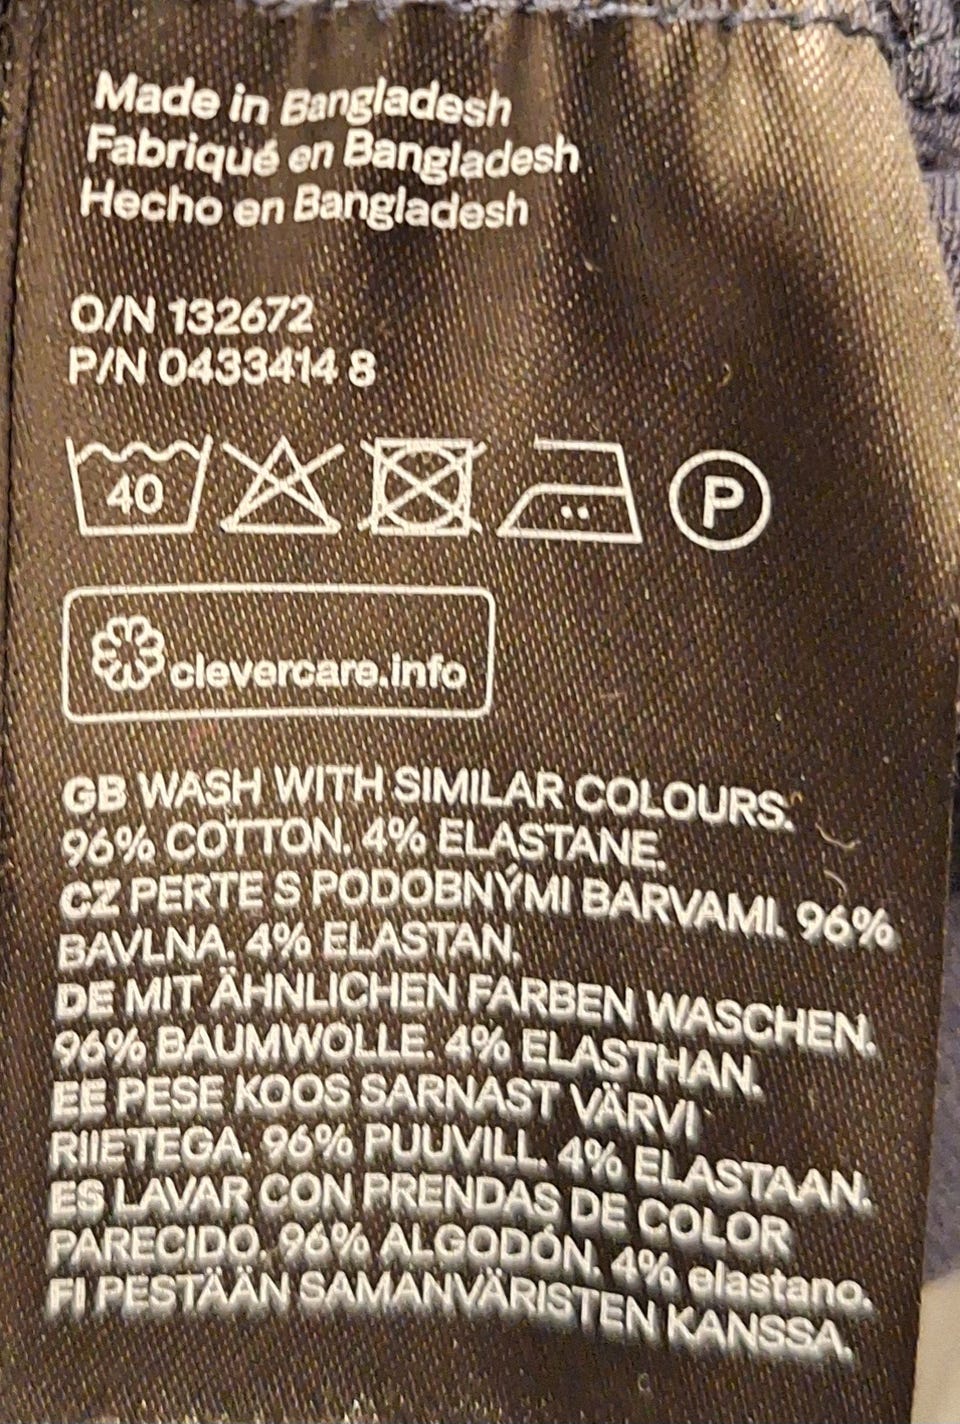 Made in Bangladesh
Fabriqué en Bangladesh
Hecho en Bangladesh
O/N 132672
P/N 0433414 8
40 P
clevercare.info
GB WASH WITH SIMILAR COLOURS.
96% COTTON. 4% ELASTANE.
CZ PERTE S PODOBNÝMI BARVAMI. 96%
BAVLNA. 4% ELASTAN.
DE MIT ÄHNLICHEN FARBEN WASCHEN.
96% BAUMWOLLE. 4% ELASTHAN.
EE PESE KOOS SARNAST VÄRVI
RIIETEGA. 96% PUUVILL. 4% ELASTAAN.
ES LAVAR CON PRENDAS DE COLOR
PARECIDO. 96% ALGODÓN. 4% elastano.
FI PESTÄÄN SAMANVÄRISTEN KANSSA.